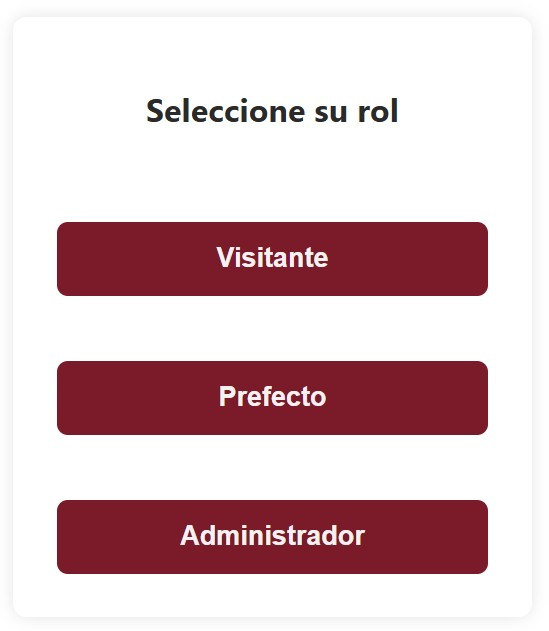 Seleccione su rol
Visitante
Prefecto
Administrador